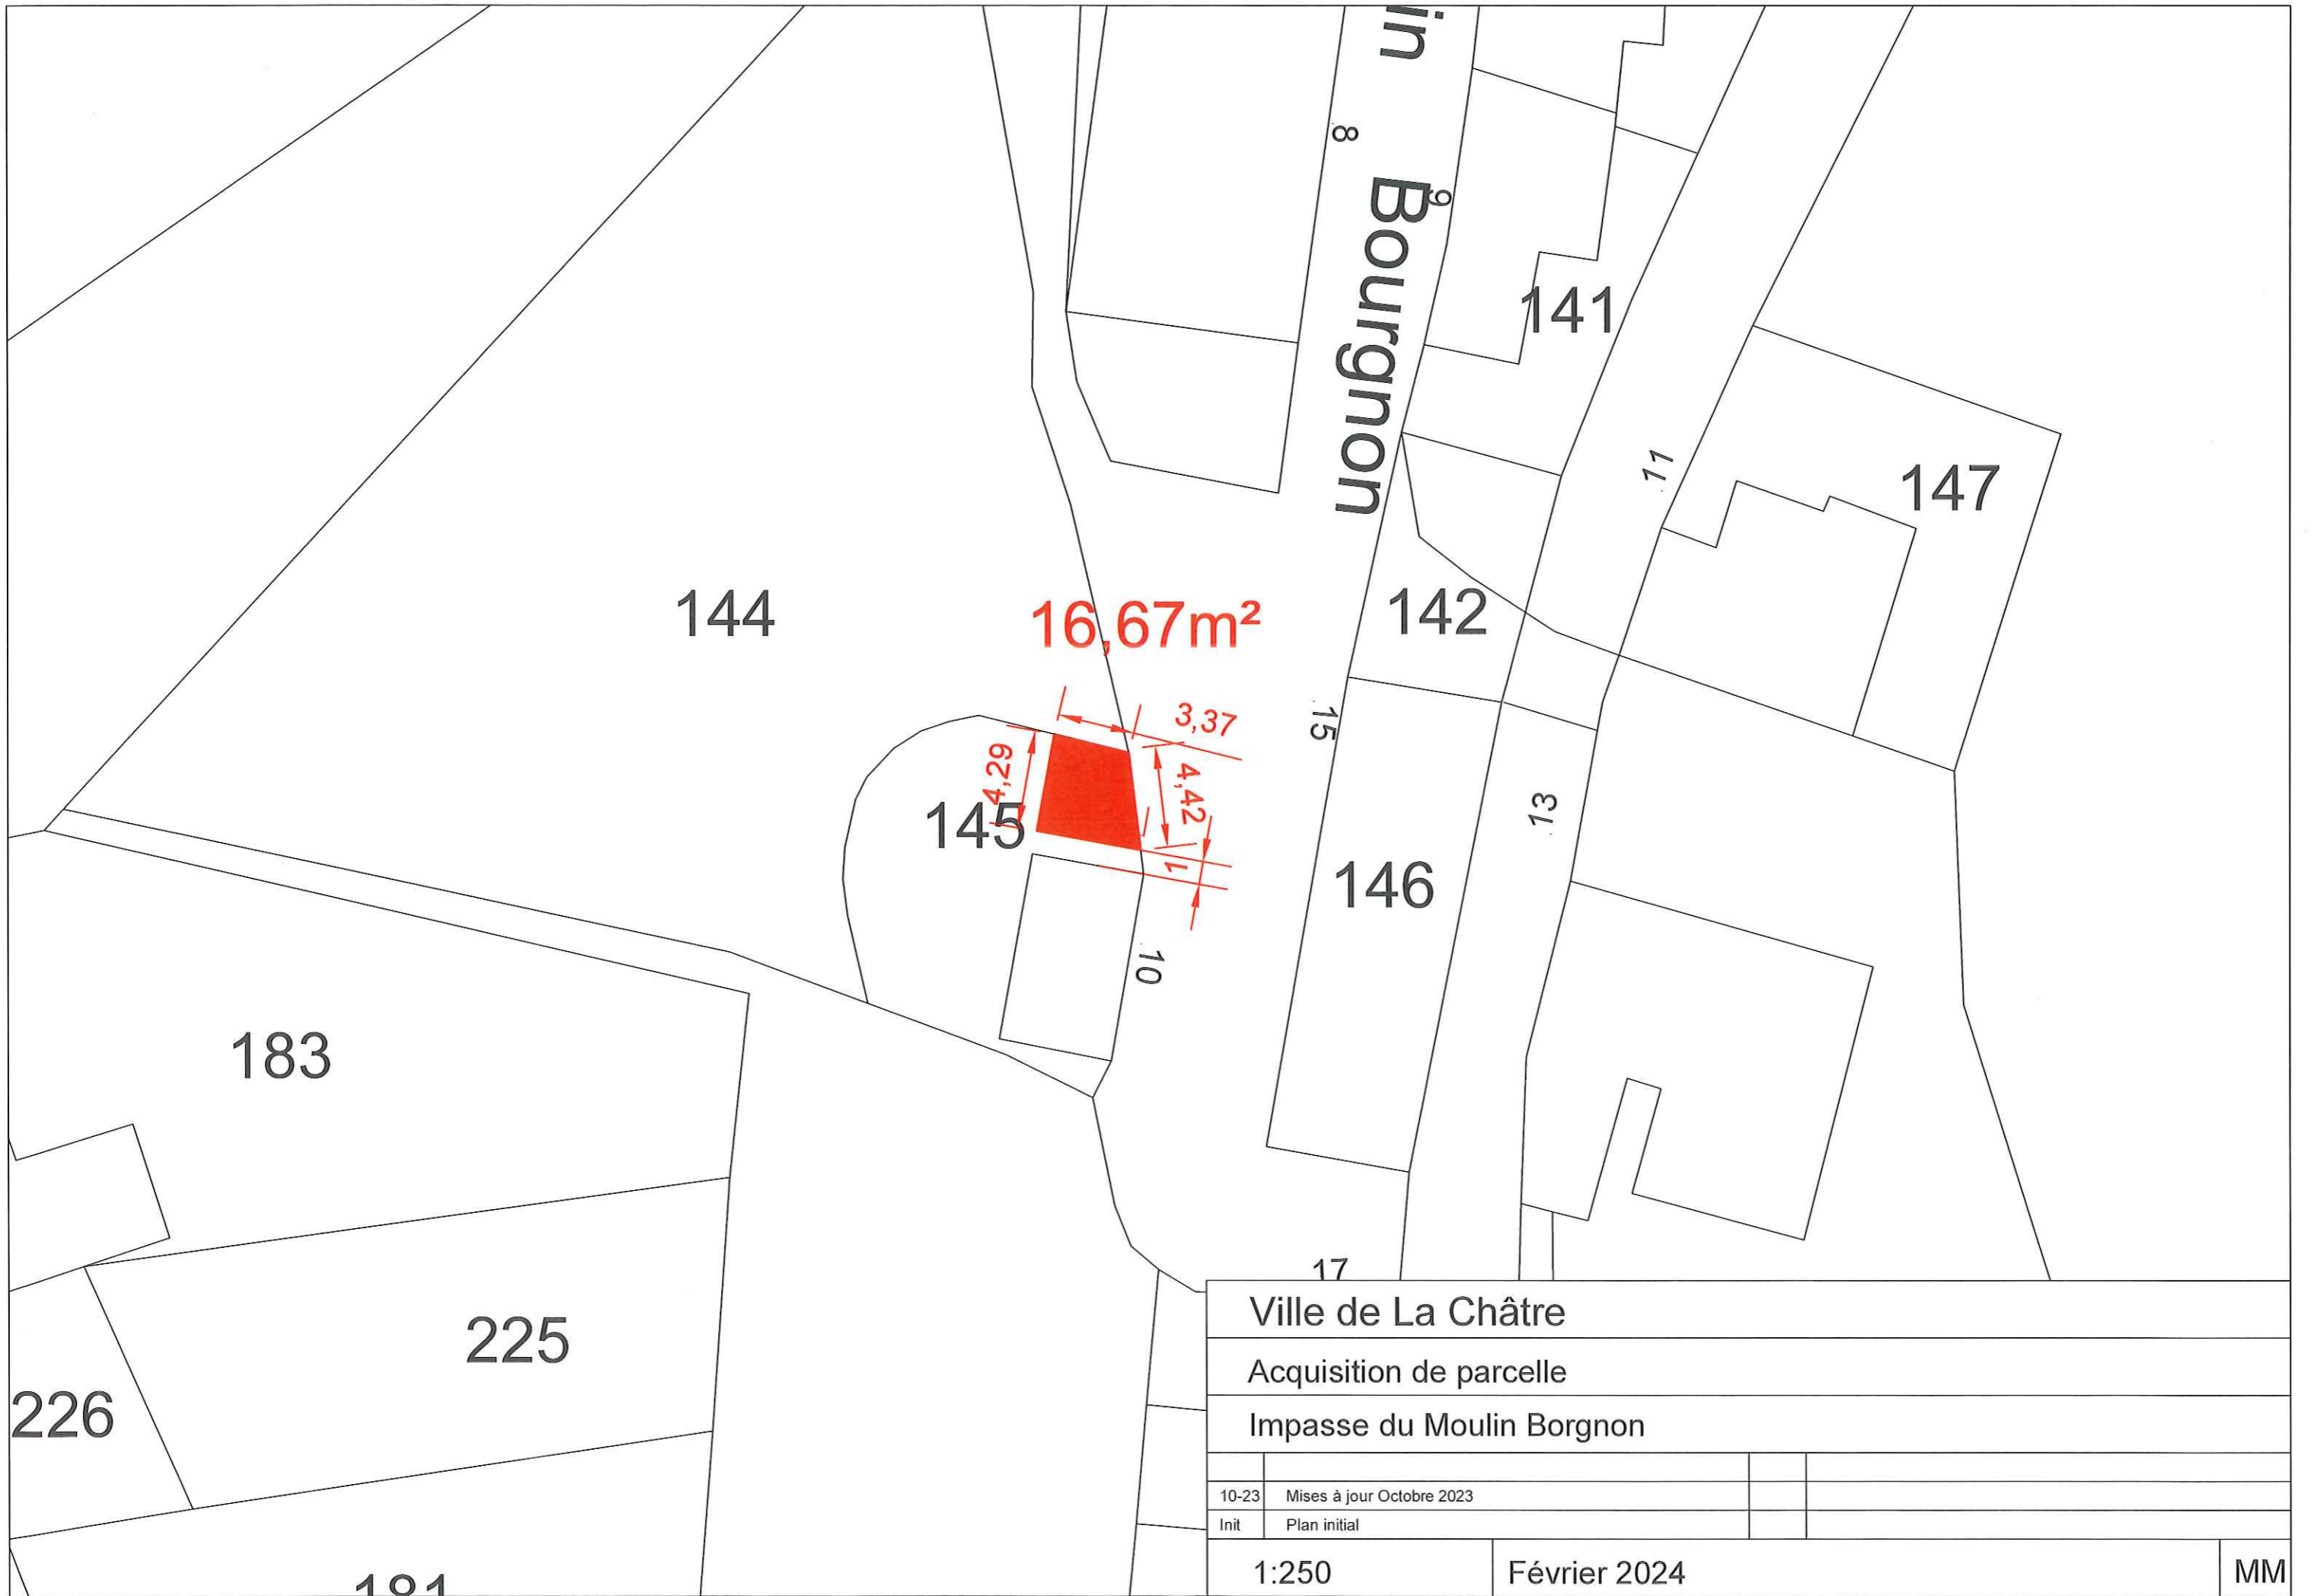 in
8
9
Bourgnon
141
11
147
144
16,67m²
142
3,37
15
4,29
4,42
145
13
1
146
10
183
17
225
226
181
Ville de La Châtre
Acquisition de parcelle
Impasse du Moulin Borgnon
10-23 Mises à jour Octobre 2023
Init Plan initial
1:250 Février 2024 MM